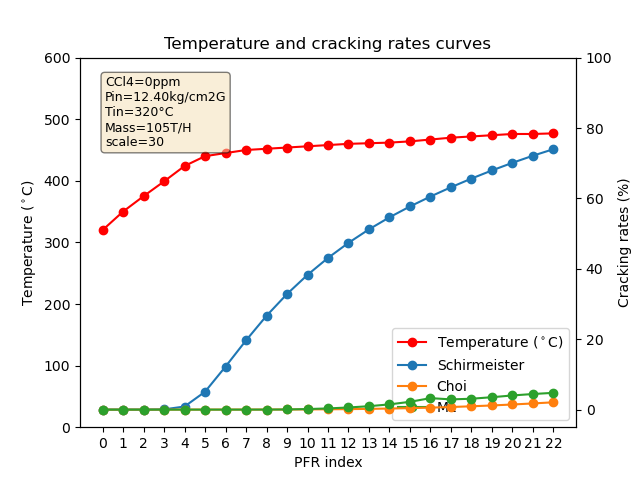 Temperature and cracking rates curves
CCl4=0ppm
Pin=12.40kg/cm2G
Tin=320°C
Mass=105T/H
scale=30
600
500
400
300
200
100
0
Temperature (°C)
100
80
60
40
20
0
Cracking rates (%)
Temperature (°C)
Schirmeister
Choi
0 1 2 3 4 5 6 7 8 9 10 11 12 13 14 15 16 17 18 19 20 21 22
PFR index